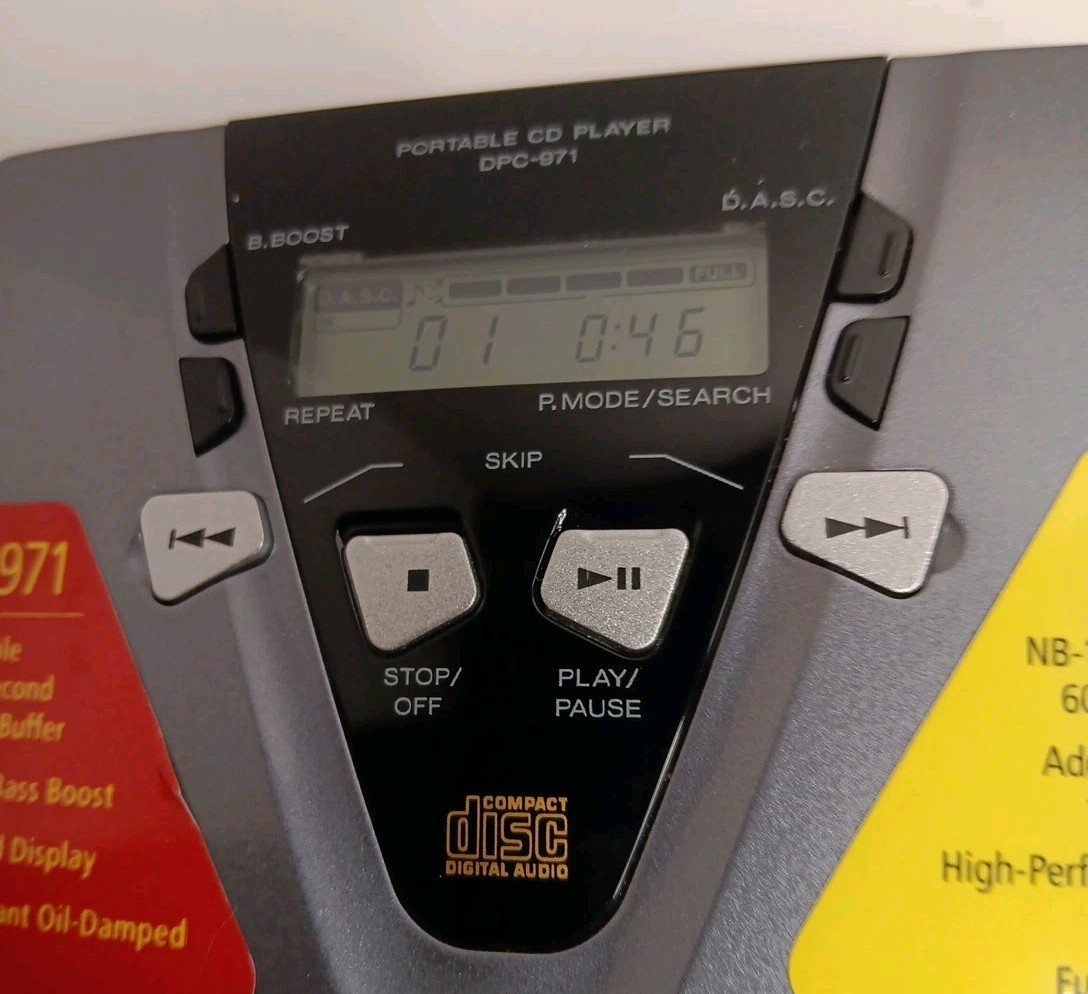 PORTABLE CD PLAYER
DPC-971
D.A.S.C.
B.BOOST
D.A.S.C.
FULL
01 0:46
REPEAT
P.MODE/SEARCH
SKIP
STOP/
OFF
PLAY/
PAUSE
COMPACT
disc
DIGITAL AUDIO
971
Buffer
Bass Boost
Display
Oil-Damped
NB-
High-Perf